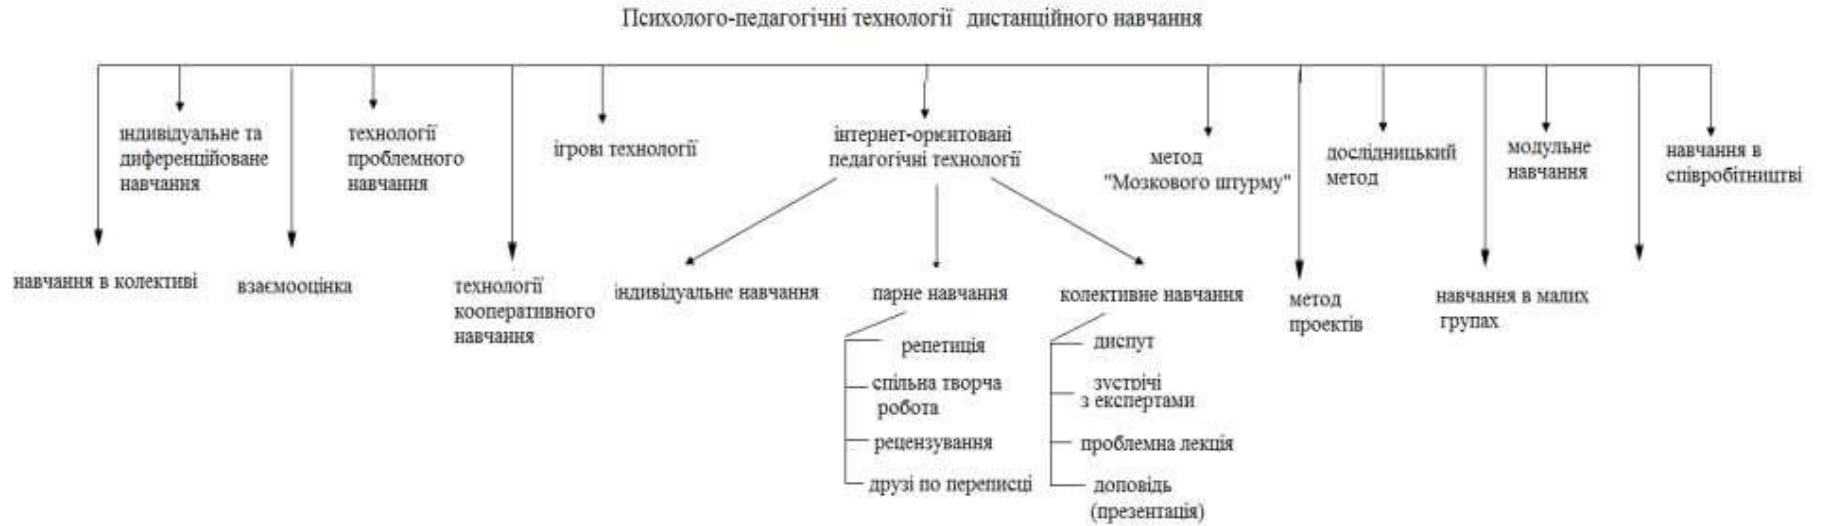 Психолого-педагогічні технології дистанційного навчання
індивідуальне та
диференційоване
навчання
технології
проблемного
навчання
ігрові технології
інтернет-орієнтовані
педагогічні технології
метод
"Мозкового штурму"
дослідницький
метод
модульне
навчання
навчання в
співробітництві
навчання в колективі
взаємооцінка
технології
кооперативного
навчання
індивідуальне навчання
парне навчання
колективне навчання
метод
проектів
навчання в малих
групах
репетиція
спільна творча
робота
рецензування
друзі по переписці
диспут
зустрічі
з експертами
проблемна лекція
доповідь
(презентація)